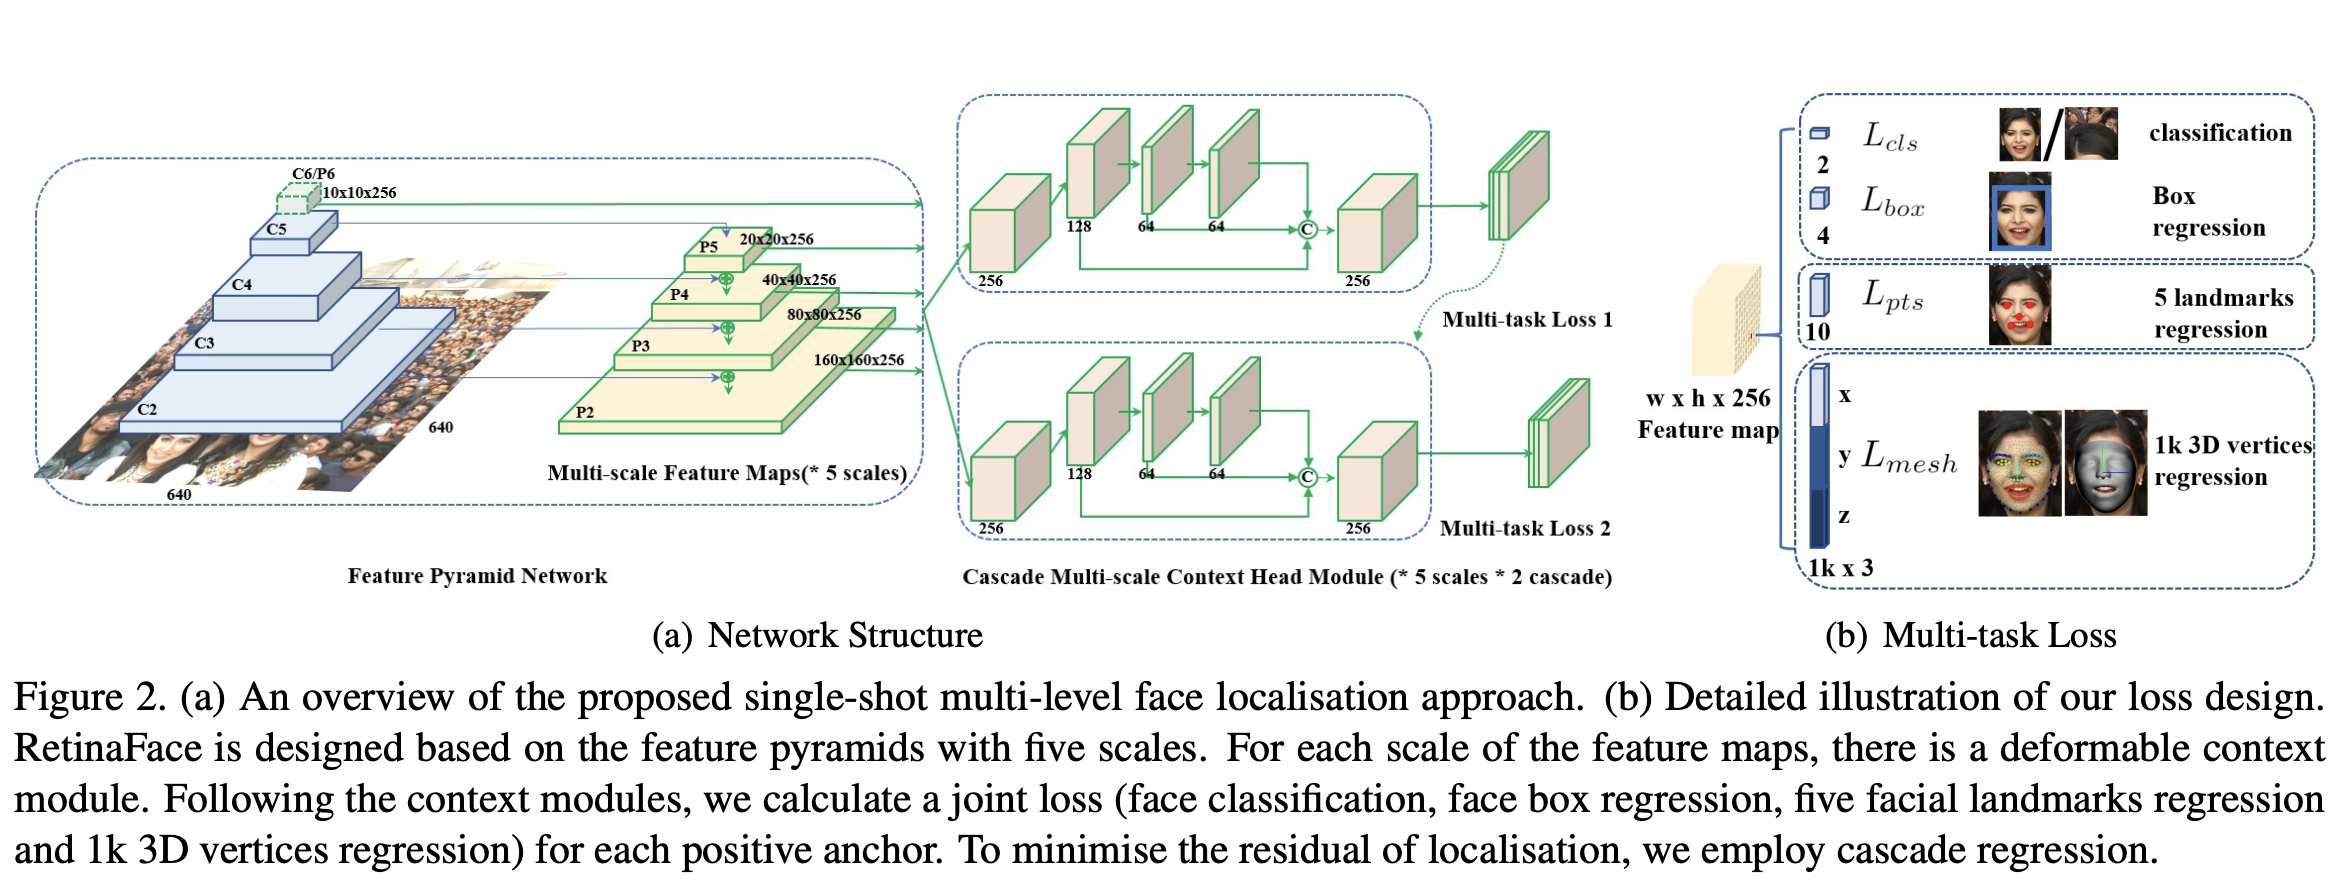 C6/P6
10x10x256
C5
C4
C3
C2
640
640
P5
20x20x256
P4
40x40x256
P3
80x80x256
P2
160x160x256
Multi-scale Feature Maps(* 5 scales)
Feature Pyramid Network
256
128
64
64
C
256
Multi-task Loss 1
256
128
64
64
C
256
Multi-task Loss 2
Cascade Multi-scale Context Head Module (* 5 scales * 2 cascade)
(a) Network Structure
w x h x 256
Feature map
2
L_cls
classification
4
L_box
Box
regression
10
L_pts
5 landmarks
regression
x
y
z
1k x 3
L_mesh
1k 3D vertices
regression
(b) Multi-task Loss
Figure 2. (a) An overview of the proposed single-shot multi-level face localisation approach. (b) Detailed illustration of our loss design.
RetinaFace is designed based on the feature pyramids with five scales. For each scale of the feature maps, there is a deformable context
module. Following the context modules, we calculate a joint loss (face classification, face box regression, five facial landmarks regression
and 1k 3D vertices regression) for each positive anchor. To minimise the residual of localisation, we employ cascade regression.